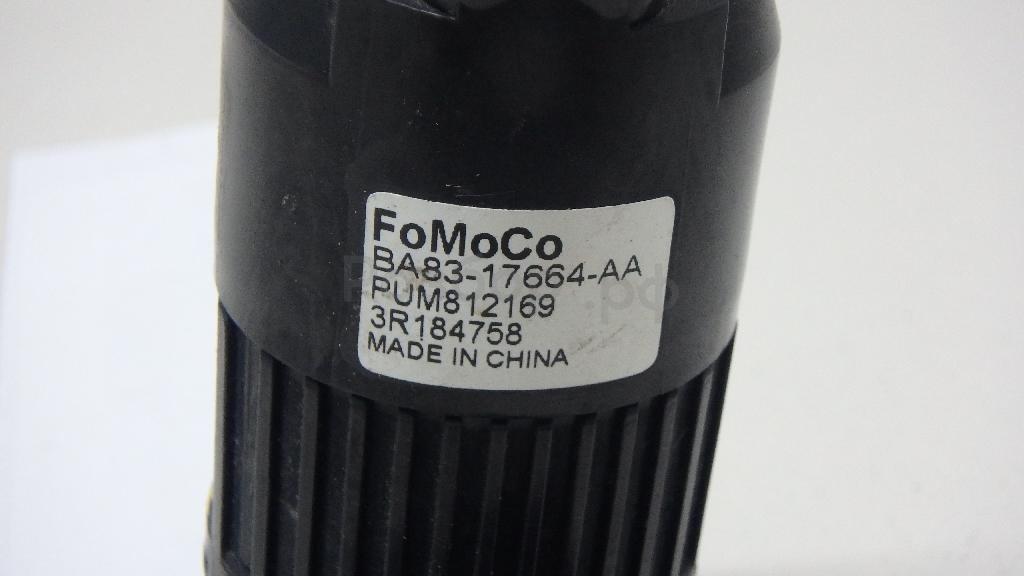 FoMoCo
BA83-17664-AA
PUM812169
3R184758
MADE IN CHINA